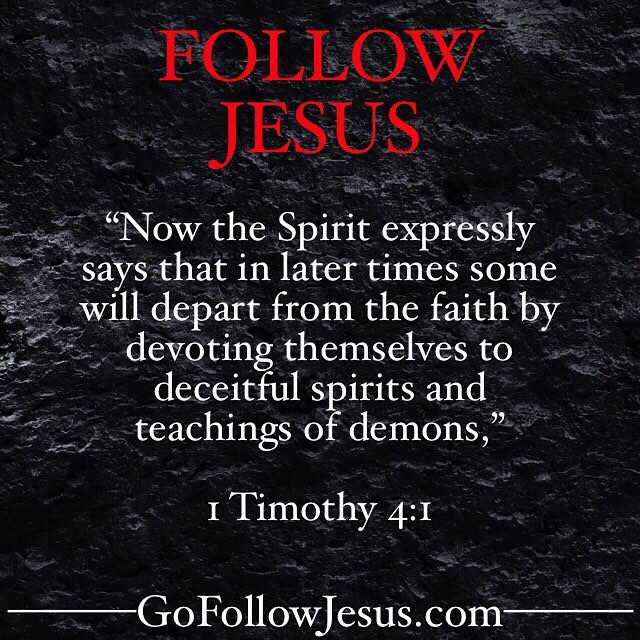 FOLLOW
JESUS
“Now the Spirit expressly
says that in later times some
will depart from the faith by
devoting themselves to
deceitful spirits and
teachings of demons,”
1 Timothy 4:1
GoFollowJesus.com